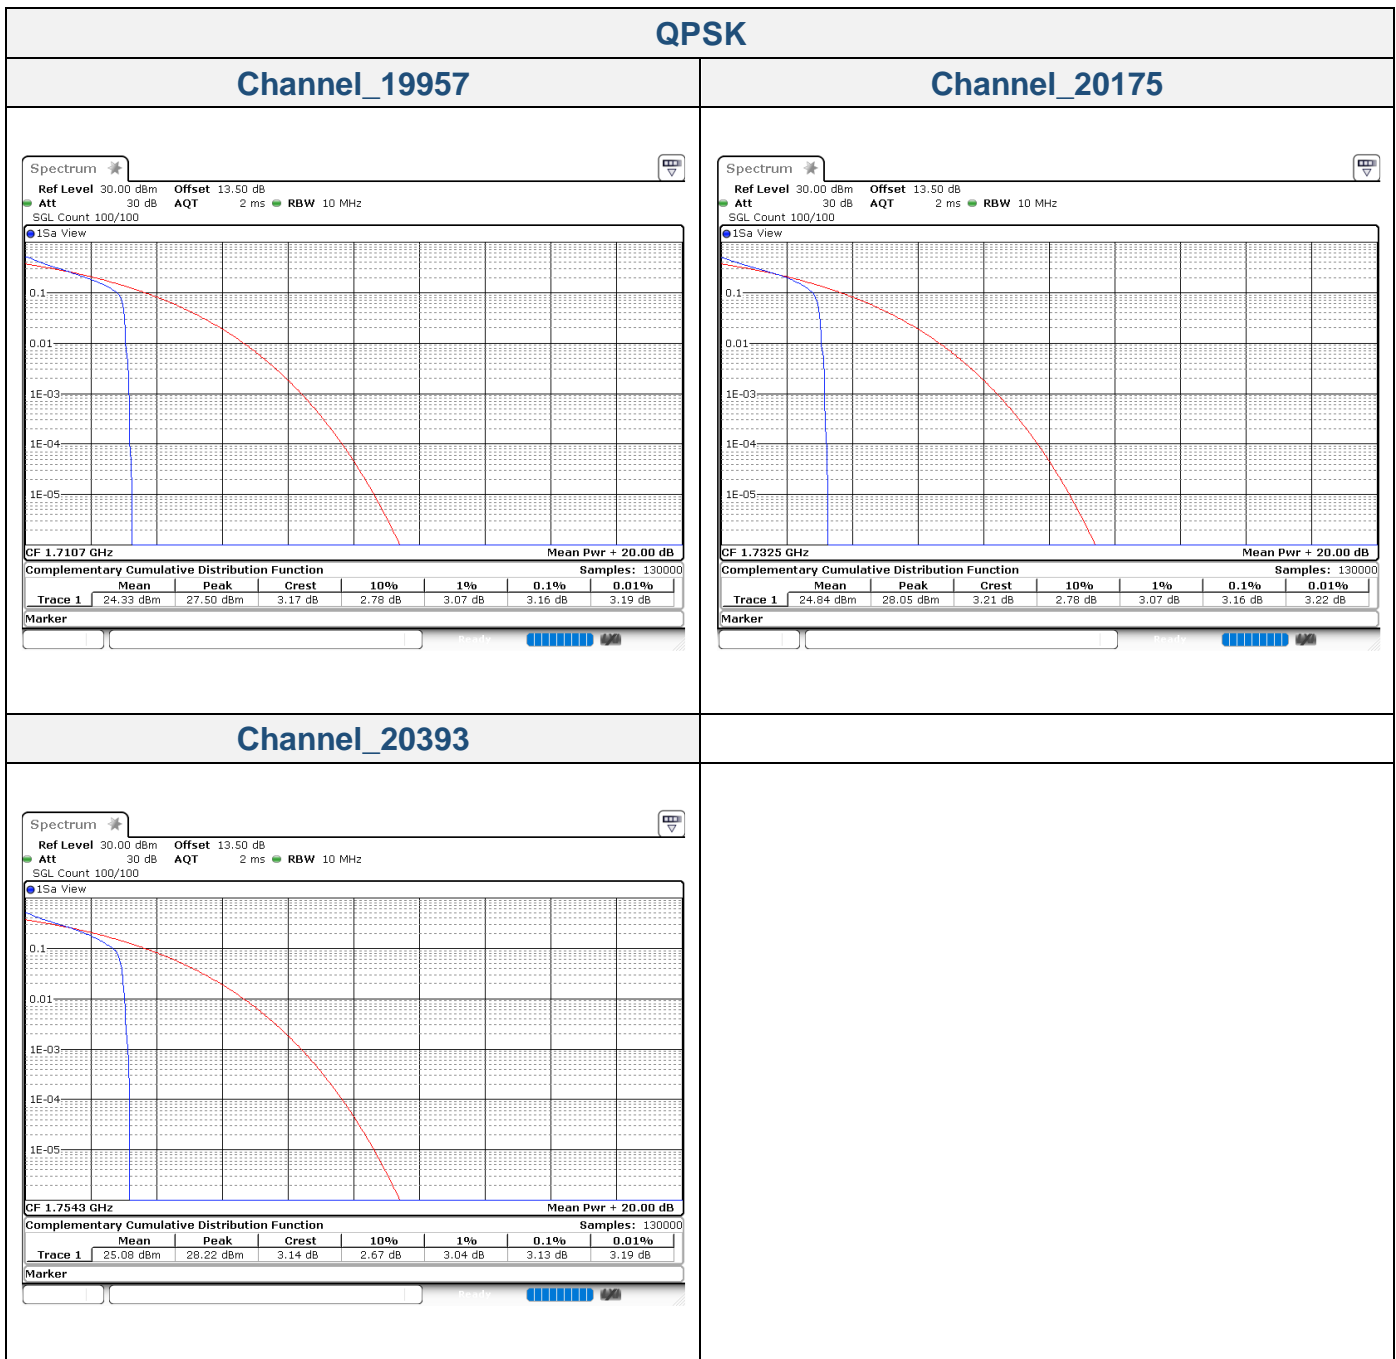 QPSK
Channel_19957 Channel_20175
Spectrum
Ref Level 30.00 dBm Offset 13.50 dB
Att 30 dB AQT 2 ms RBW 10 MHz
SGL Count 100/100
1Sa View
0.1
0.01
1E-03
1E-04
1E-05
CF 1.7107 GHz Mean Pwr + 20.00 dB
Complementary Cumulative Distribution Function Samples: 130000
Mean Peak Crest 10% 1% 0.1% 0.01%
Trace 1 24.33 dBm 27.50 dBm 3.17 dB 2.78 dB 3.07 dB 3.16 dB 3.19 dB
Marker
Ready
Spectrum
Ref Level 30.00 dBm Offset 13.50 dB
Att 30 dB AQT 2 ms RBW 10 MHz
SGL Count 100/100
1Sa View
0.1
0.01
1E-03
1E-04
1E-05
CF 1.7325 GHz Mean Pwr + 20.00 dB
Complementary Cumulative Distribution Function Samples: 130000
Mean Peak Crest 10% 1% 0.1% 0.01%
Trace 1 24.84 dBm 28.05 dBm 3.21 dB 2.78 dB 3.07 dB 3.16 dB 3.22 dB
Marker
Ready
Channel_20393
Spectrum
Ref Level 30.00 dBm Offset 13.50 dB
Att 30 dB AQT 2 ms RBW 10 MHz
SGL Count 100/100
1Sa View
0.1
0.01
1E-03
1E-04
1E-05
CF 1.7543 GHz Mean Pwr + 20.00 dB
Complementary Cumulative Distribution Function Samples: 130000
Mean Peak Crest 10% 1% 0.1% 0.01%
Trace 1 25.08 dBm 28.22 dBm 3.14 dB 2.67 dB 3.04 dB 3.13 dB 3.19 dB
Marker
Ready